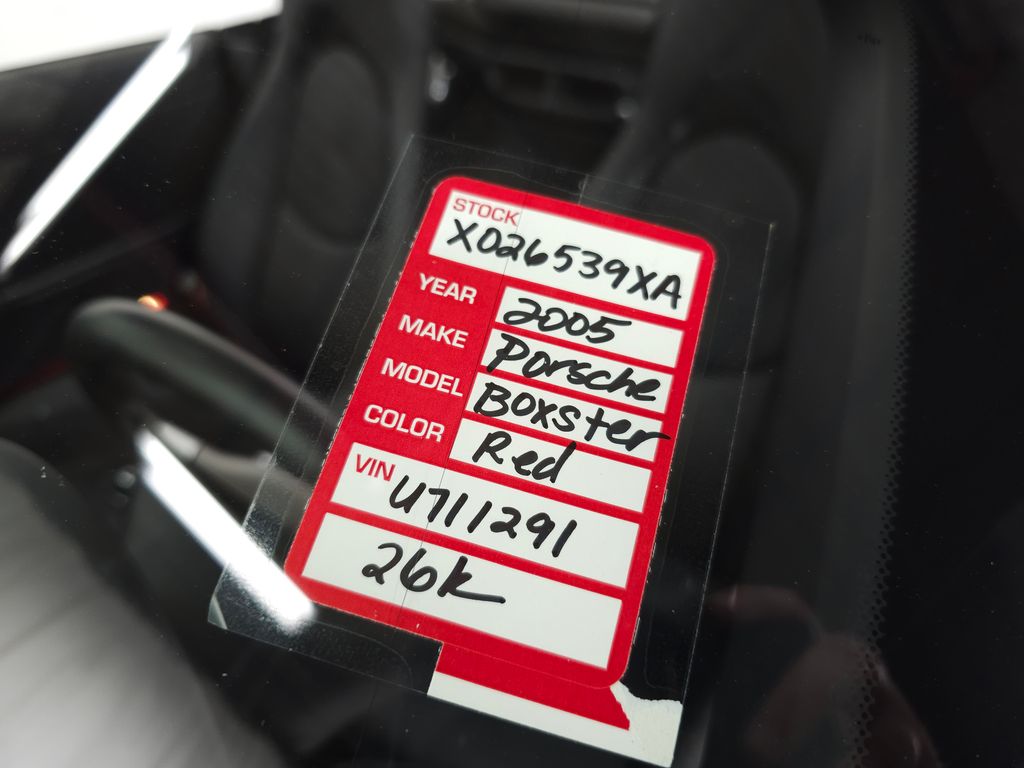 STOCK
X026539XA
YEAR 2005
MAKE Porsche
MODEL Boxster
COLOR Red
VIN U711291
26K